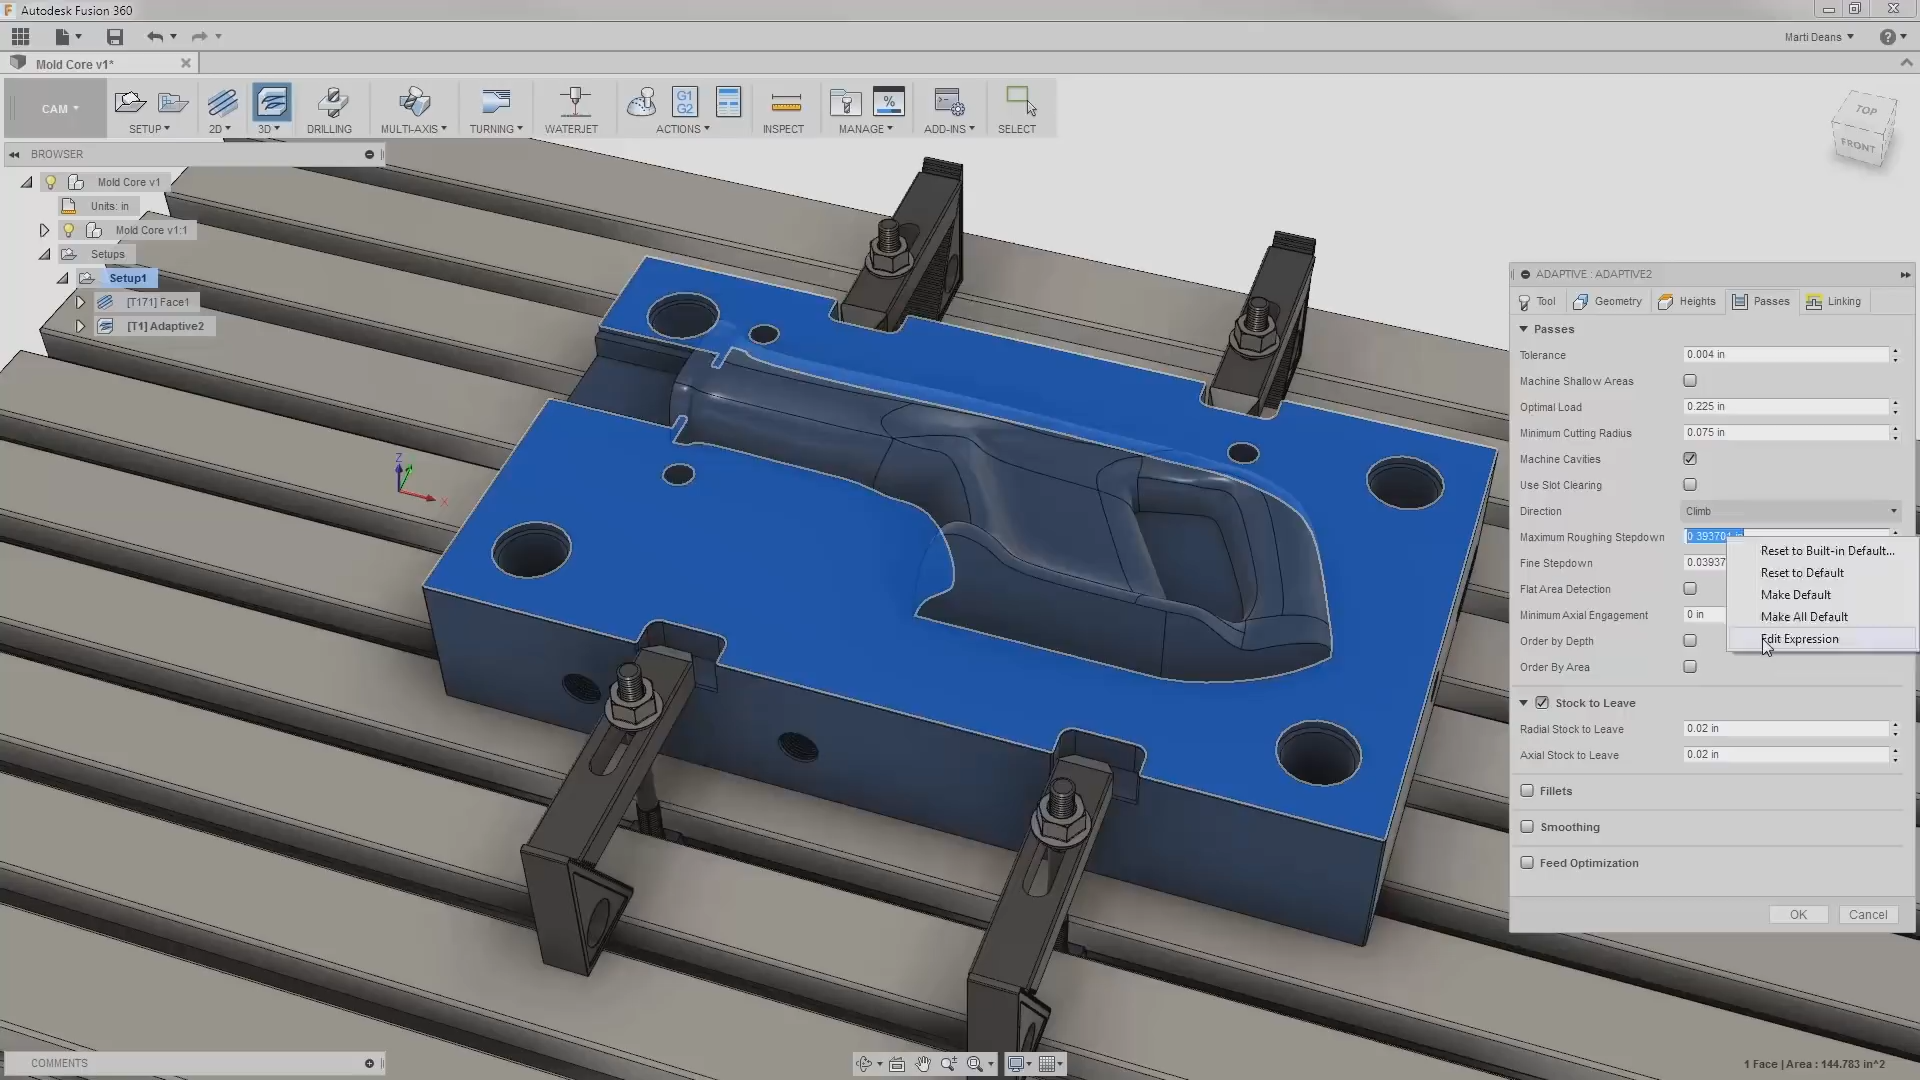 Autodesk Fusion 360
Marti Deans
Mold Core v1*
CAM
SETUP
2D
3D
DRILLING
MULTI-AXIS
TURNING
WATERJET
G1
G2
ACTIONS
INSPECT
%
MANAGE
ADD-INS
SELECT
TOP
FRONT
BROWSER
Mold Core v1
Units: in
Mold Core v1:1
Setups
Setup1
[T171] Face1
[T1] Adaptive2
Z
X
ADAPTIVE : ADAPTIVE2
Tool
Geometry
Heights
Passes
Linking
Passes
Tolerance
0.004 in
Machine Shallow Areas
Optimal Load
0.225 in
Minimum Cutting Radius
0.075 in
Machine Cavities
Use Slot Clearing
Direction
Climb
Maximum Roughing Stepdown
0.393701 in
Fine Stepdown
0.03937
Flat Area Detection
Minimum Axial Engagement
0 in
Order by Depth
Order By Area
Reset to Built-in Default...
Reset to Default
Make Default
Make All Default
Edit Expression
Stock to Leave
Radial Stock to Leave
0.02 in
Axial Stock to Leave
0.02 in
Fillets
Smoothing
Feed Optimization
OK
Cancel
COMMENTS
1 Face | Area : 144.783 in^2